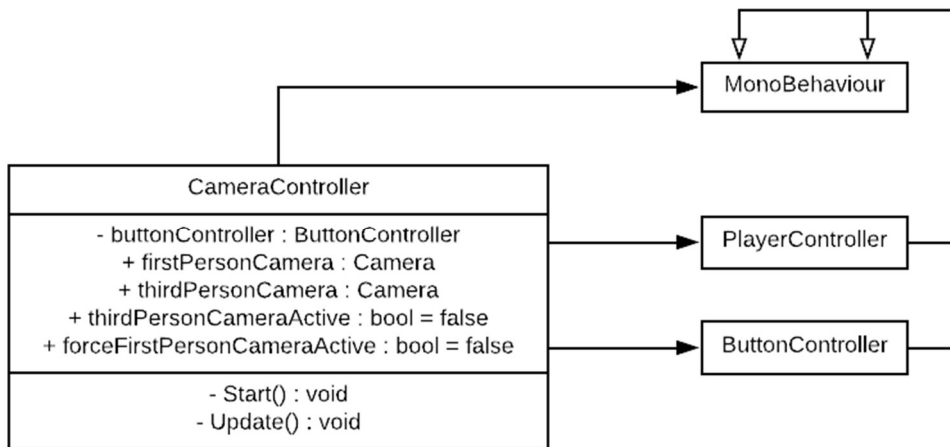 MonoBehaviour
CameraController
- buttonController : ButtonController
+ firstPersonCamera : Camera
+ thirdPersonCamera : Camera
+ thirdPersonCameraActive : bool = false
+ forceFirstPersonCameraActive : bool = false
- Start() : void
- Update() : void
PlayerController
ButtonController